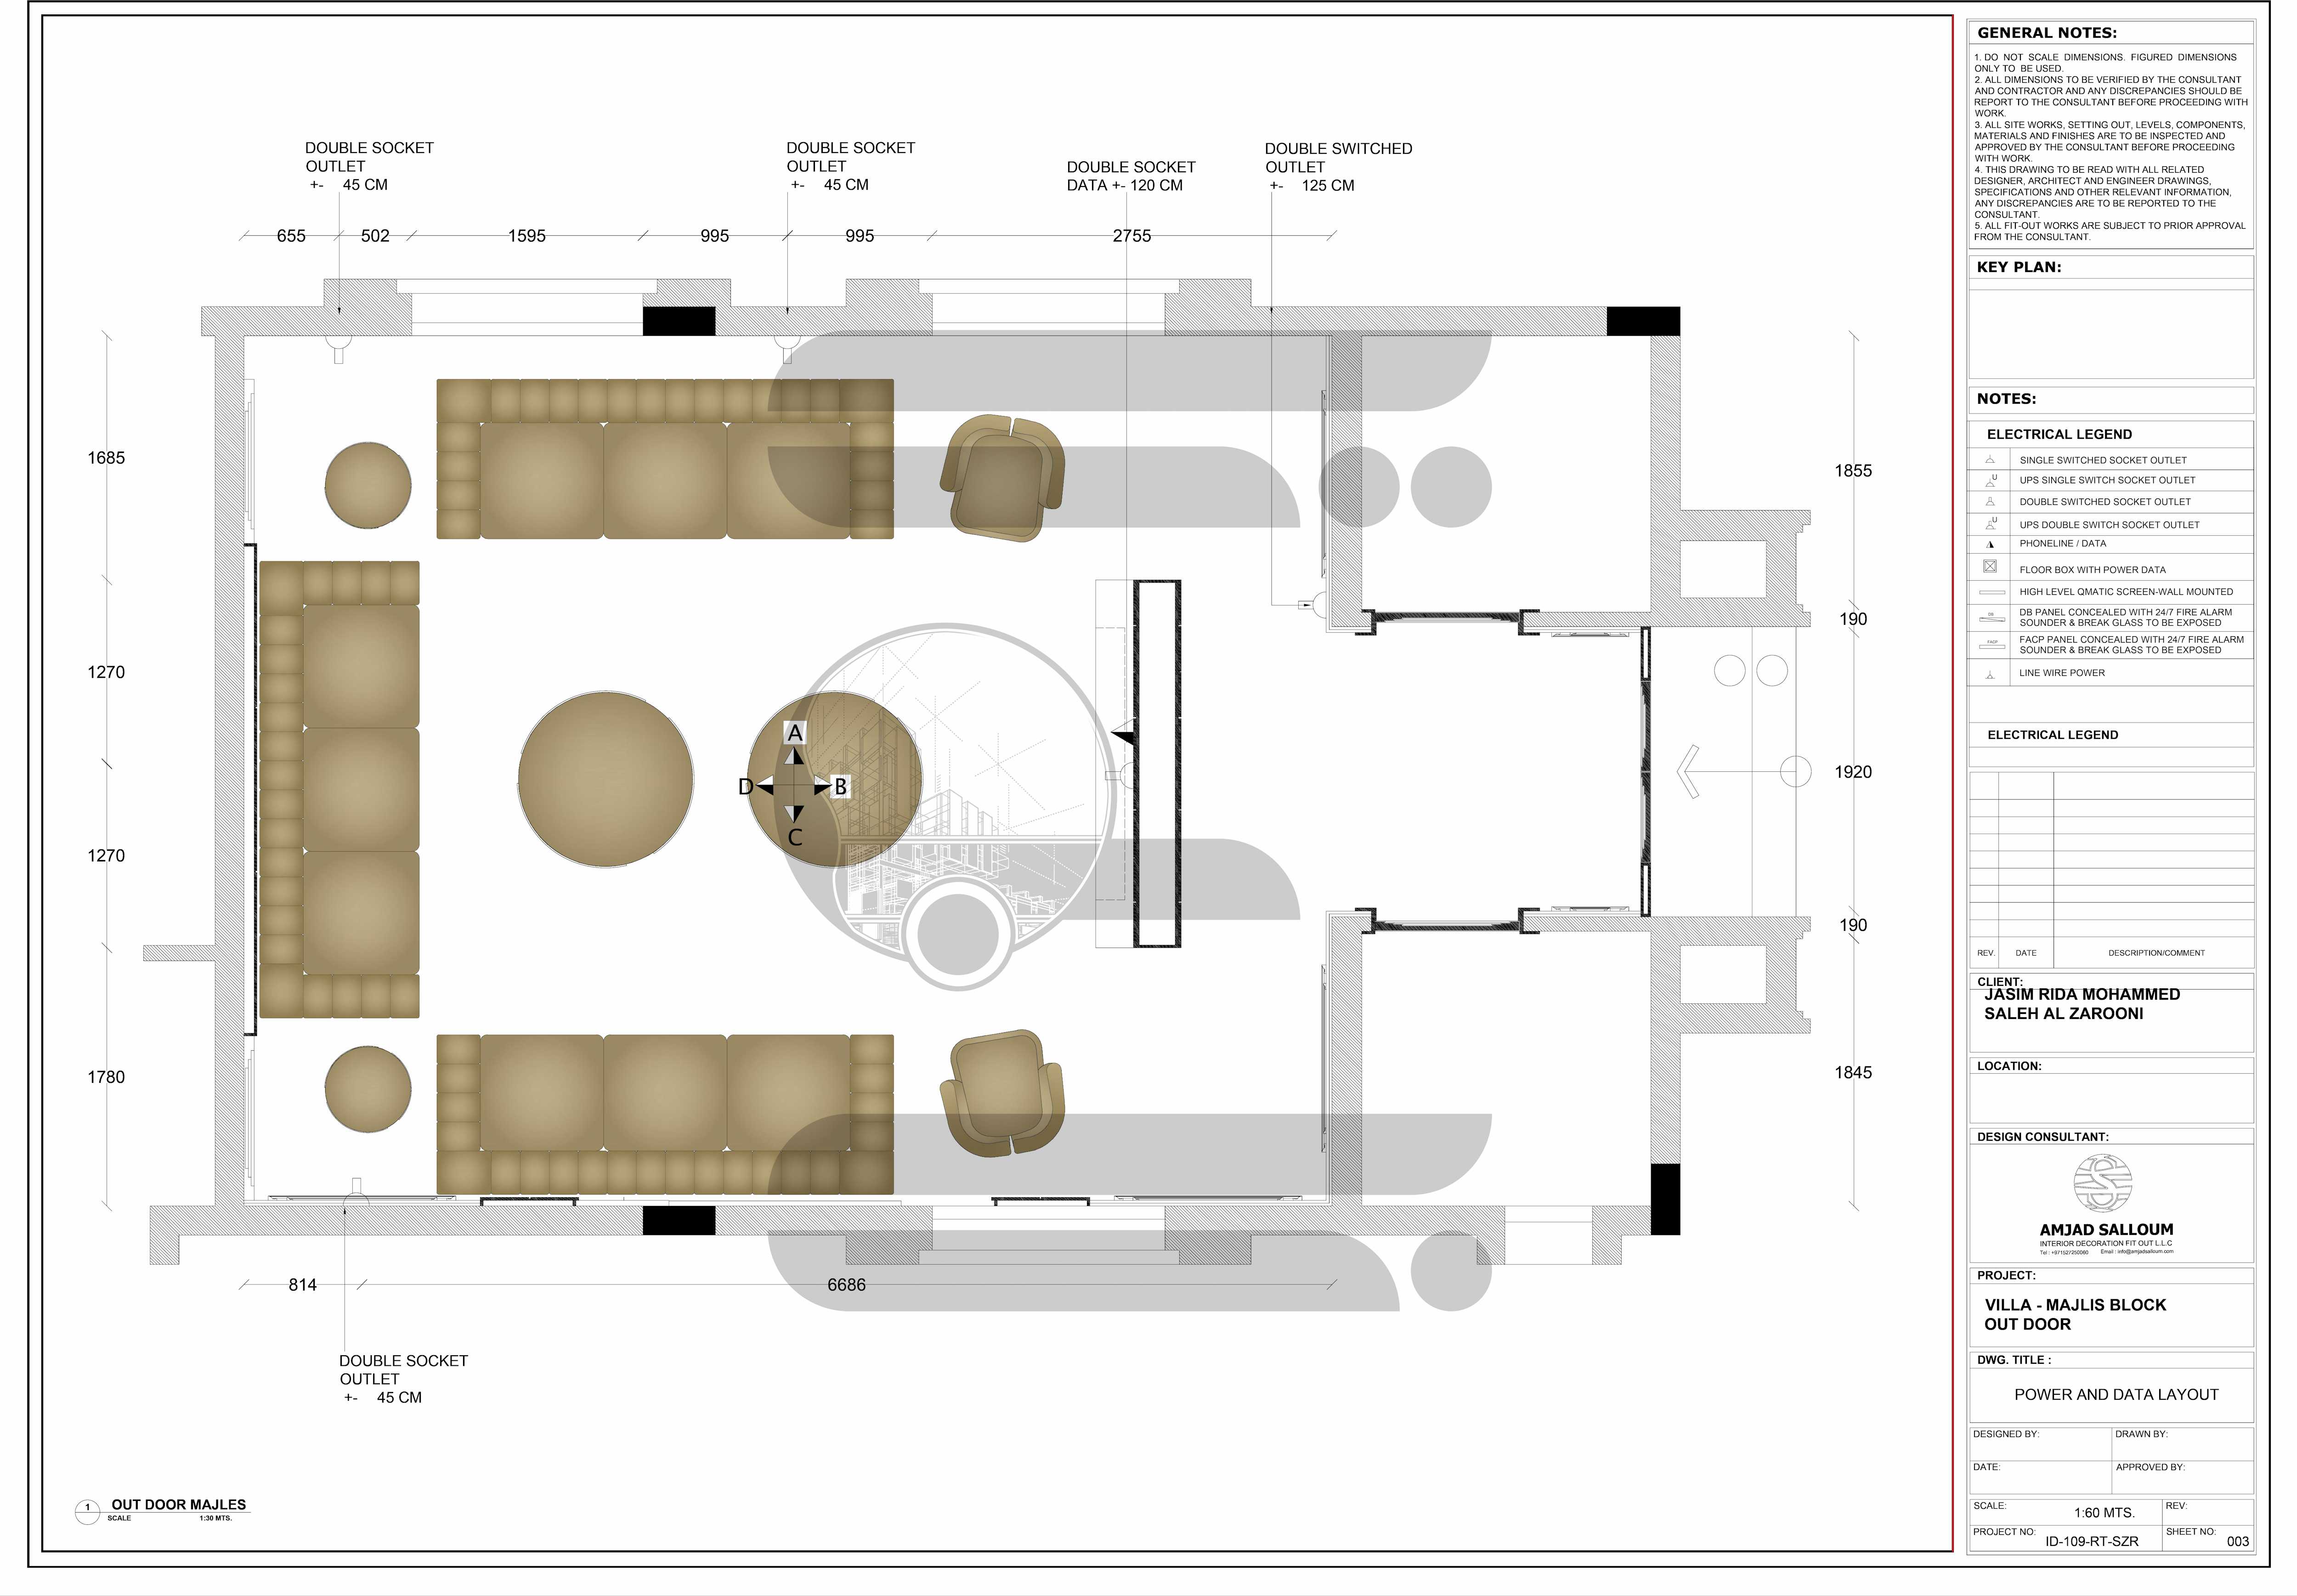 DOUBLE SOCKET
OUTLET
+- 45 CM
DOUBLE SOCKET
OUTLET
+- 45 CM
DOUBLE SOCKET
DATA +- 120 CM
DOUBLE SWITCHED
OUTLET
+- 125 CM
655 502 1595 995 995 2755
1685
1270
1270
1780
1855
190
1920
190
1845
A
D B
C
814 6686
DOUBLE SOCKET
OUTLET
+- 45 CM
1 OUT DOOR MAJLES
SCALE 1:30 MTS.
GENERAL NOTES:
1. DO NOT SCALE DIMENSIONS. FIGURED DIMENSIONS
ONLY TO BE USED.
2. ALL DIMENSIONS TO BE VERIFIED BY THE CONSULTANT
AND CONTRACTOR AND ANY DISCREPANCIES SHOULD BE
REPORT TO THE CONSULTANT BEFORE PROCEEDING WITH
WORK.
3. ALL SITE WORKS, SETTING OUT, LEVELS, COMPONENTS,
MATERIALS AND FINISHES ARE TO BE INSPECTED AND
APPROVED BY THE CONSULTANT BEFORE PROCEEDING
WITH WORK.
4. THIS DRAWING TO BE READ WITH ALL RELATED
DESIGNER, ARCHITECT AND ENGINEER DRAWINGS,
SPECIFICATIONS AND OTHER RELEVANT INFORMATION,
ANY DISCREPANCIES ARE TO BE REPORTED TO THE
CONSULTANT.
5. ALL FIT-OUT WORKS ARE SUBJECT TO PRIOR APPROVAL
FROM THE CONSULTANT.
KEY PLAN:
NOTES:
ELECTRICAL LEGEND
SINGLE SWITCHED SOCKET OUTLET
U UPS SINGLE SWITCH SOCKET OUTLET
DOUBLE SWITCHED SOCKET OUTLET
U UPS DOUBLE SWITCH SOCKET OUTLET
PHONELINE / DATA
FLOOR BOX WITH POWER DATA
HIGH LEVEL QMATIC SCREEN-WALL MOUNTED
DB DB PANEL CONCEALED WITH 24/7 FIRE ALARM
SOUNDER & BREAK GLASS TO BE EXPOSED
FACP FACP PANEL CONCEALED WITH 24/7 FIRE ALARM
SOUNDER & BREAK GLASS TO BE EXPOSED
LINE WIRE POWER
ELECTRICAL LEGEND
REV. DATE DESCRIPTION/COMMENT
CLIENT:
JASIM RIDA MOHAMMED
SALEH AL ZAROONI
LOCATION:
DESIGN CONSULTANT:
AMJAD SALLOUM
INTERIOR DECORATION FIT OUT L.L.C
Tel : +971527250080 Email : info@amjadsalloum.com
PROJECT:
VILLA - MAJLIS BLOCK
OUT DOOR
DWG. TITLE :
POWER AND DATA LAYOUT
DESIGNED BY: DRAWN BY:
DATE: APPROVED BY:
SCALE: 1:60 MTS. REV:
PROJECT NO: ID-109-RT-SZR SHEET NO: 003